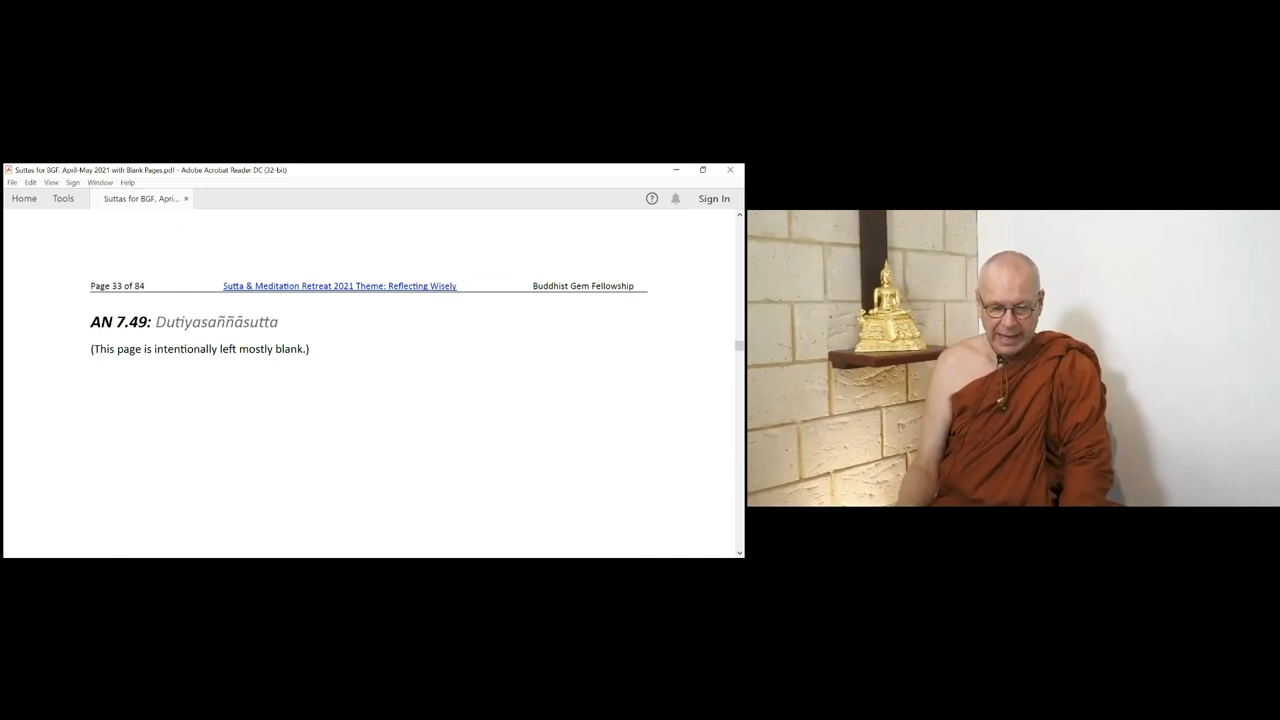 Suttas for BGF, April-May 2021 with Blank Pages.pdf - Adobe Acrobat Reader DC (32-bit)
File Edit View Sign Window Help
Home Tools Suttas for BGF, Apri... × Sign In
Page 33 of 84 Sutta & Meditation Retreat 2021 Theme: Reflecting Wisely Buddhist Gem Fellowship
AN 7.49: Dutiyasaññāsutta
(This page is intentionally left mostly blank.)